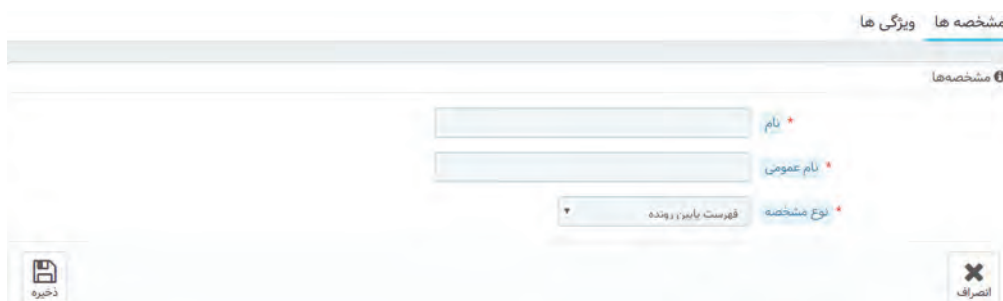 مشخصه ها ویژگی ها
مشخصه‌ها
* نام
* نام عمومی
* نوع مشخصه فهرست پایین رونده
انصراف ذخیره